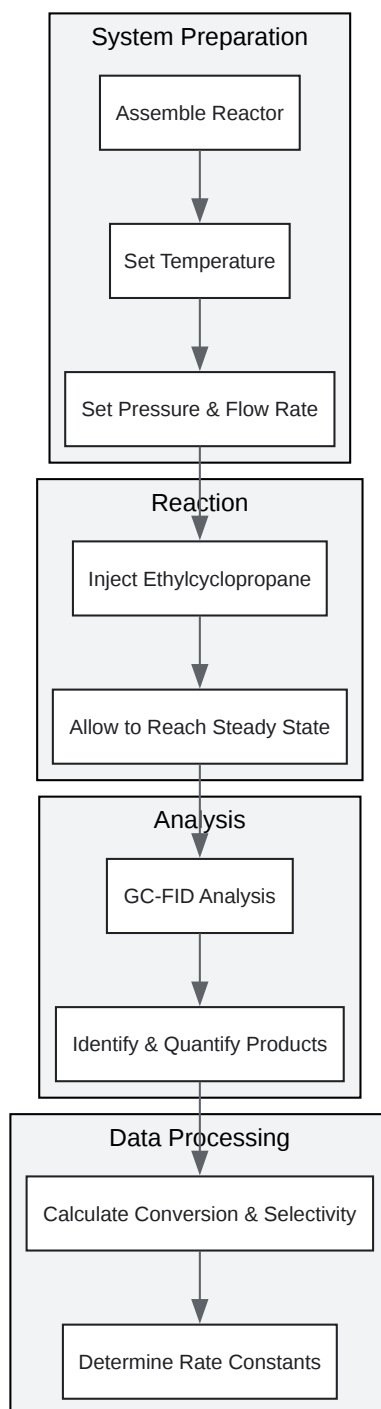 System Preparation
Assemble Reactor
Set Temperature
Set Pressure & Flow Rate
Reaction
Inject Ethylcyclopropane
Allow to Reach Steady State
Analysis
GC-FID Analysis
Identify & Quantify Products
Data Processing
Calculate Conversion & Selectivity
Determine Rate Constants